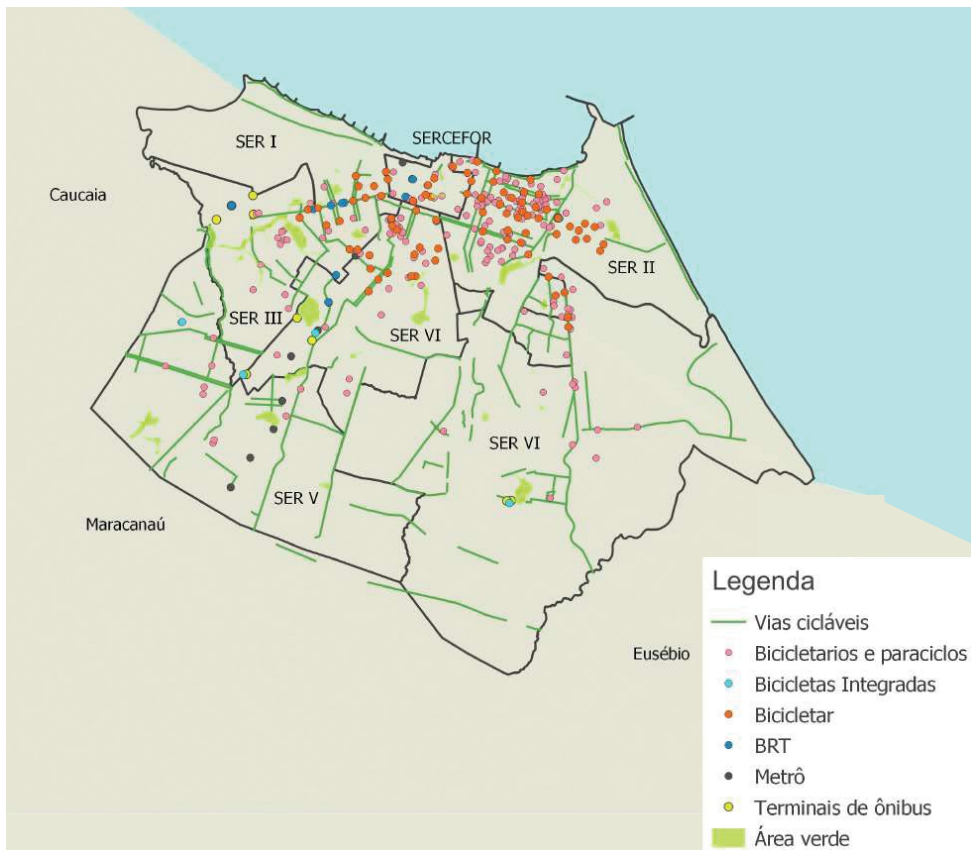 SER I
SERCEFOR
Caucaia
SER II
SER III
SER VI
SER VI
SER V
Maracanaú
Eusébio
Legenda
Vias cicláveis
Bicicletarios e paraciclos
Bicicletas Integradas
Bicicletar
BRT
Metrô
Terminais de ônibus
Área verde